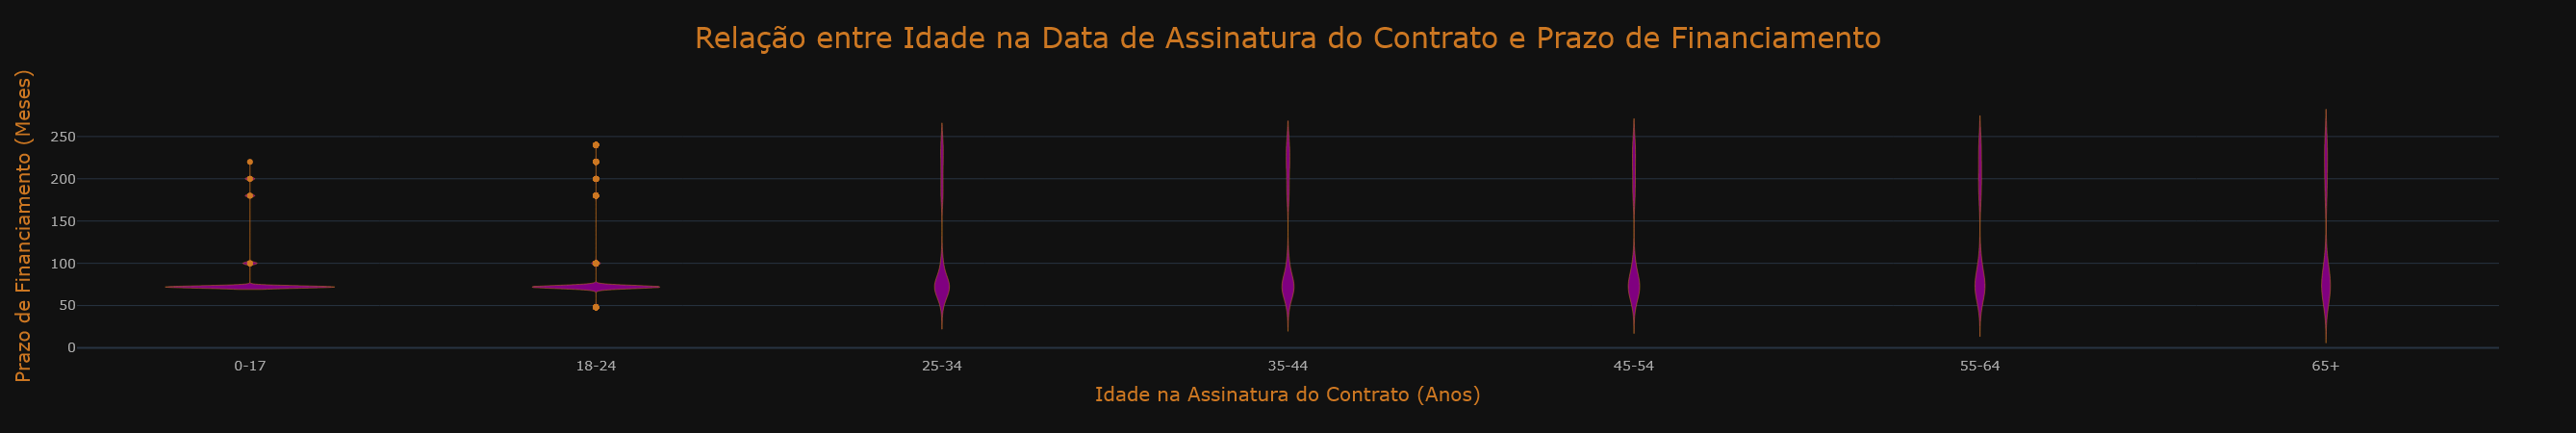 Relação entre Idade na Data de Assinatura do Contrato e Prazo de Financiamento
Prazo de Financiamento (Meses)
250
200
150
100
50
0
0-17 18-24 25-34 35-44 45-54 55-64 65+
Idade na Assinatura do Contrato (Anos)